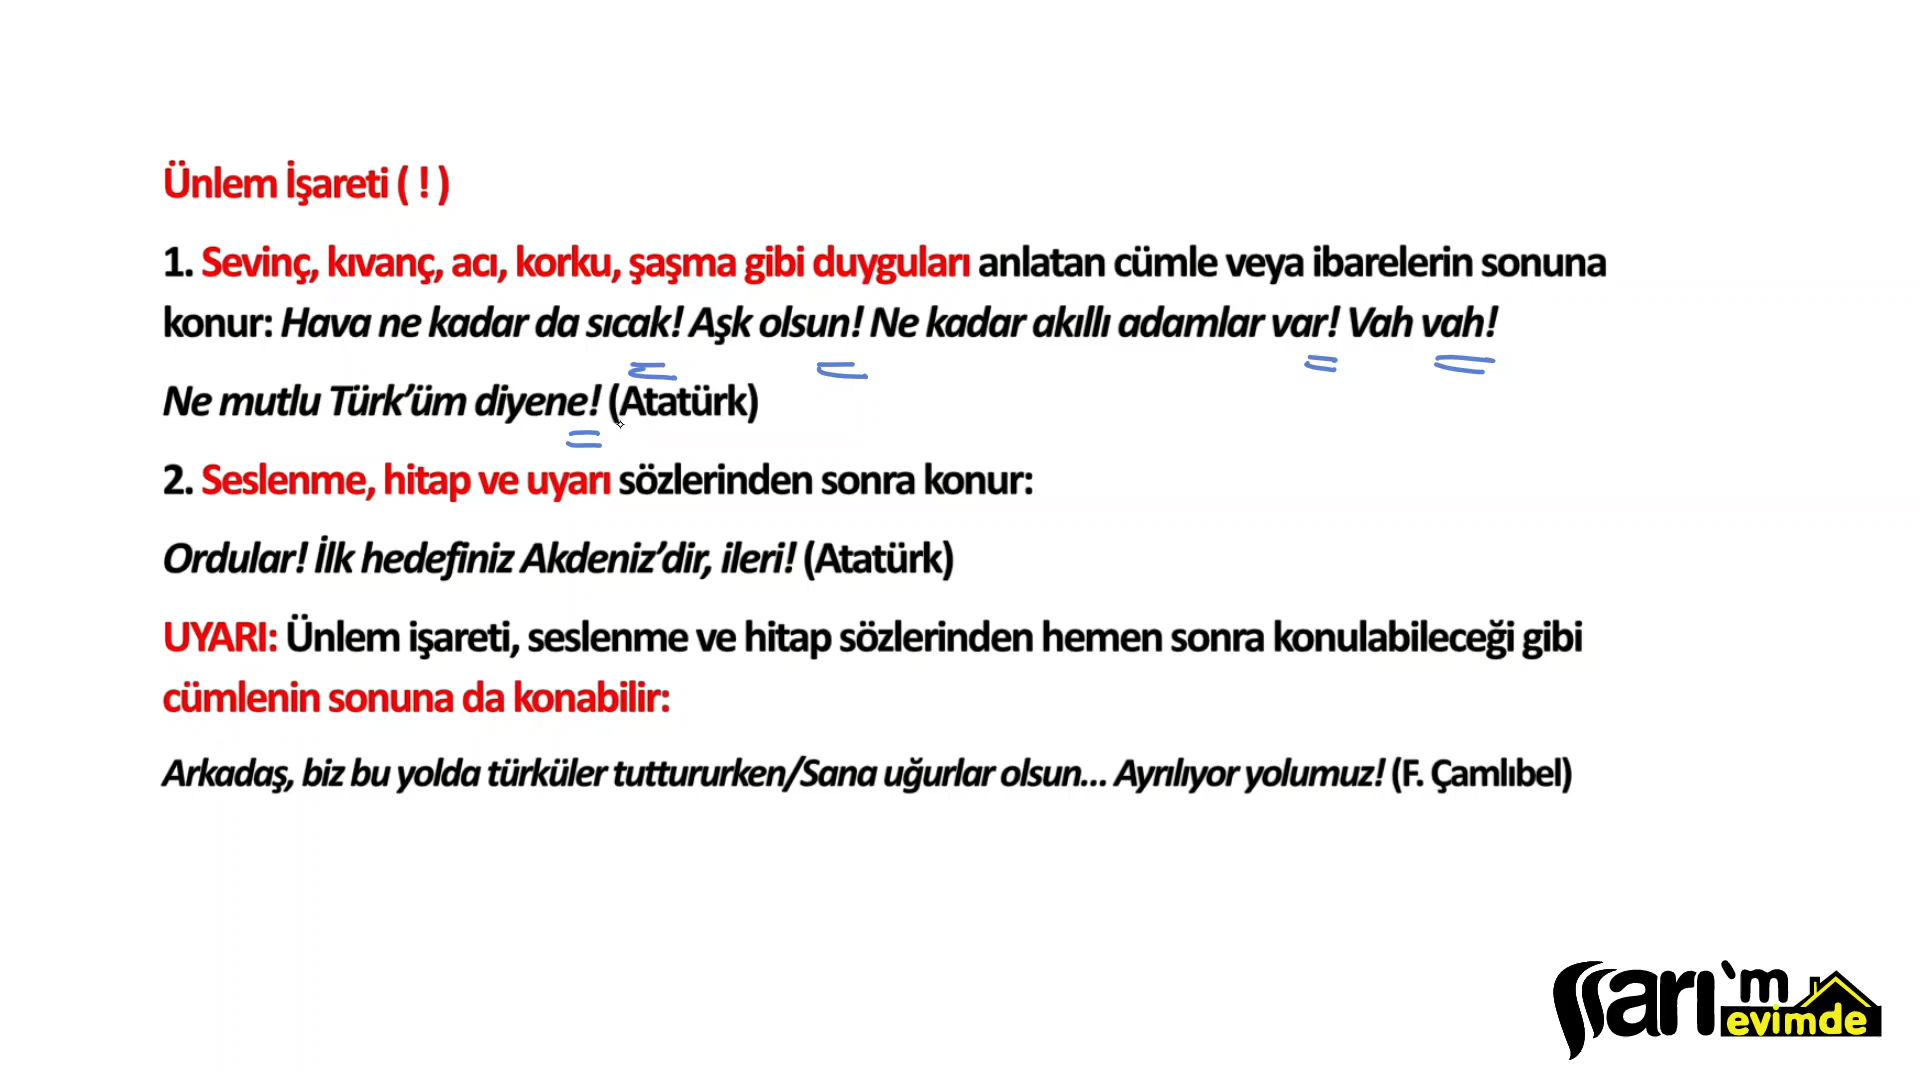 Ünlem İşareti ( ! )
1. Sevinç, kıvanç, acı, korku, şaşma gibi duyguları anlatan cümle veya ibarelerin sonuna
konur: Hava ne kadar da sıcak! Aşk olsun! Ne kadar akıllı adamlar var! Vah vah!
Ne mutlu Türk’üm diyene! (Atatürk)
2. Seslenme, hitap ve uyarı sözlerinden sonra konur:
Ordular! İlk hedefiniz Akdeniz’dir, ileri! (Atatürk)
UYARI: Ünlem işareti, seslenme ve hitap sözlerinden hemen sonra konulabileceği gibi
cümlenin sonuna da konabilir:
Arkadaş, biz bu yolda türküler tuttururken/Sana uğurlar olsun... Ayrılıyor yolumuz! (F. Çamlıbel)
Sarı'm
evimde